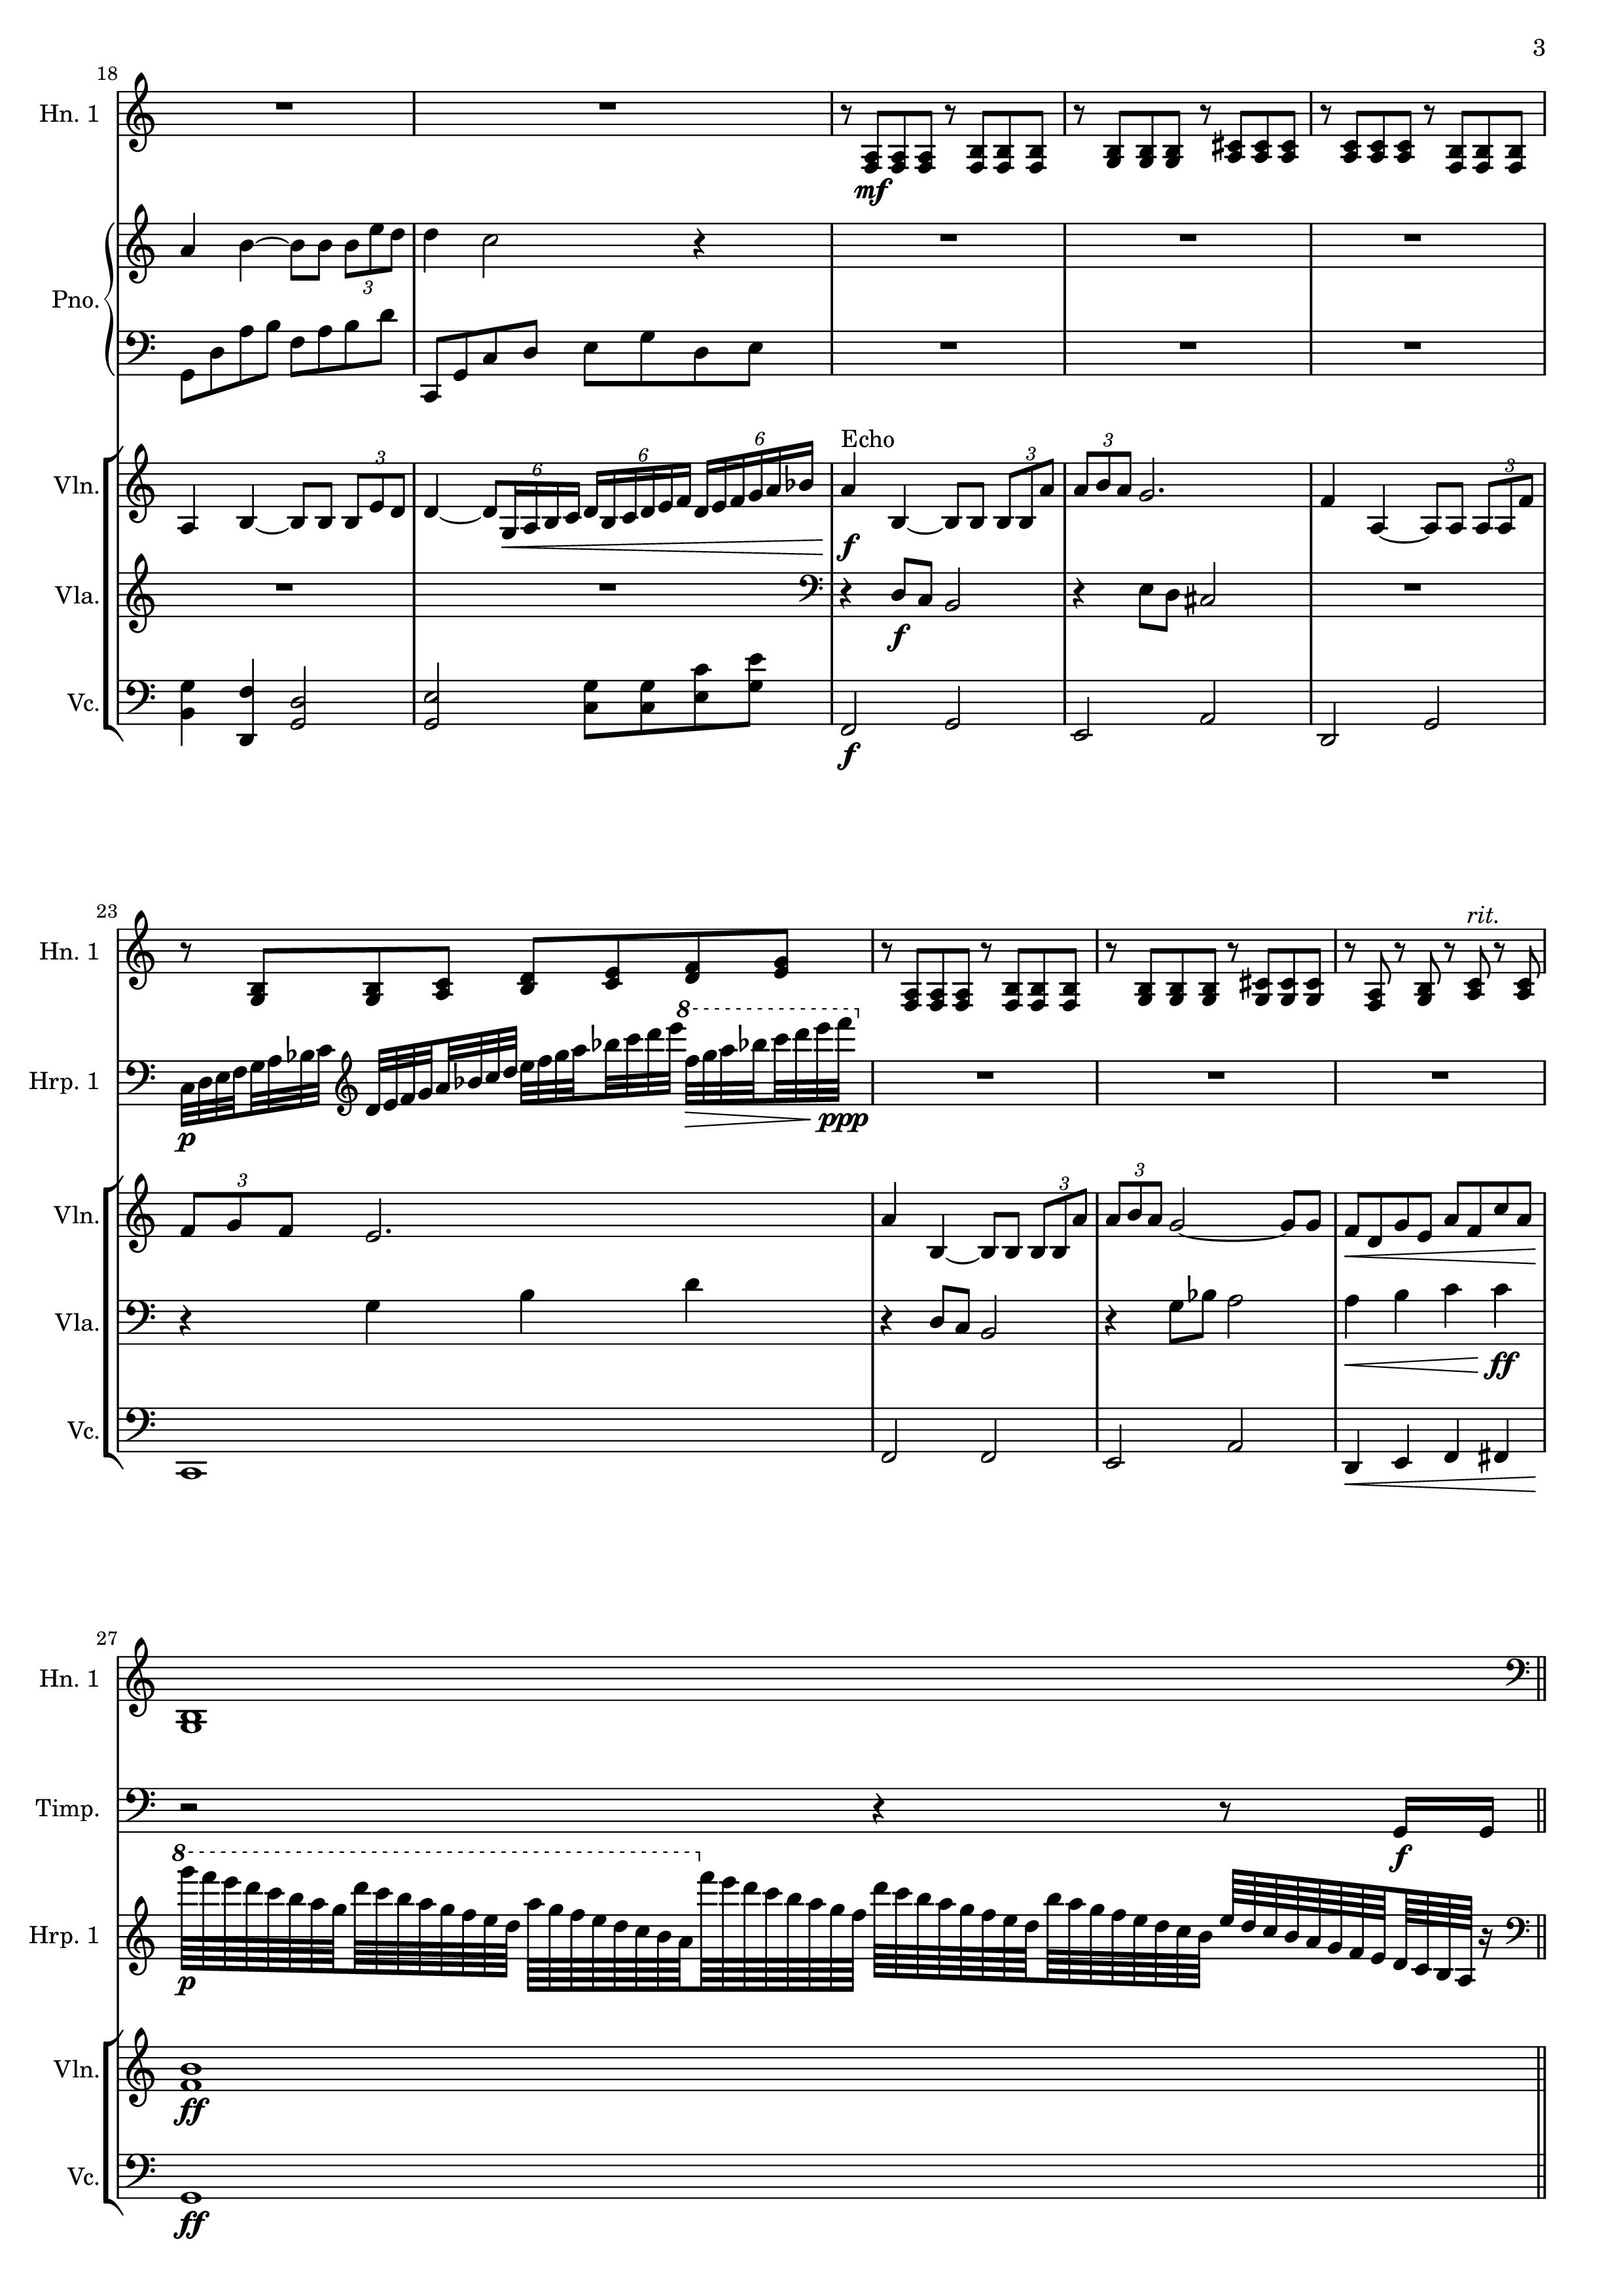 3
18
Hn. 1
mf
Pno.
3
Echo
6 6 6 3 3 3
Vln.
3
f
Vla.
f
Vc.
f
23
rit.
Hn. 1
8
Hrp. 1
p
ppp
3 3 3
Vln.
Vla.
ff
Vc.
27
Hn. 1
Timp.
f
8
Hrp. 1
p
Vln.
ff
Vc.
ff